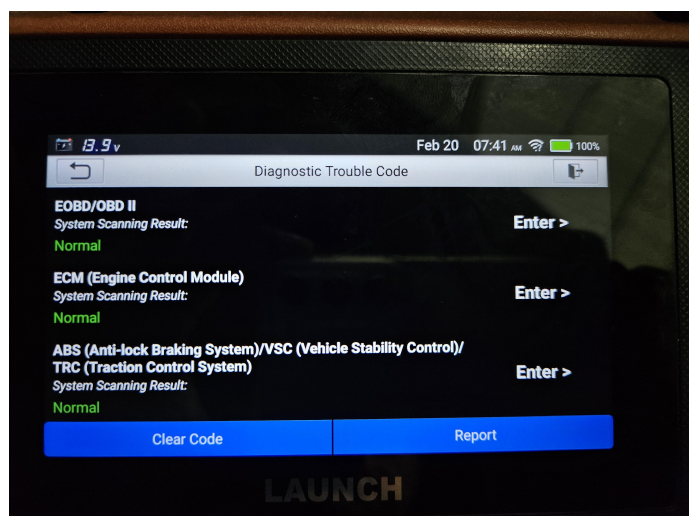 13.9v Feb 20 07:41 AM 100%
Diagnostic Trouble Code
EOBD/OBD II
System Scanning Result:
Enter >
Normal
ECM (Engine Control Module)
System Scanning Result:
Enter >
Normal
ABS (Anti-lock Braking System)/VSC (Vehicle Stability Control)/
TRC (Traction Control System)
Enter >
System Scanning Result:
Normal
Clear Code Report
LAUNCH